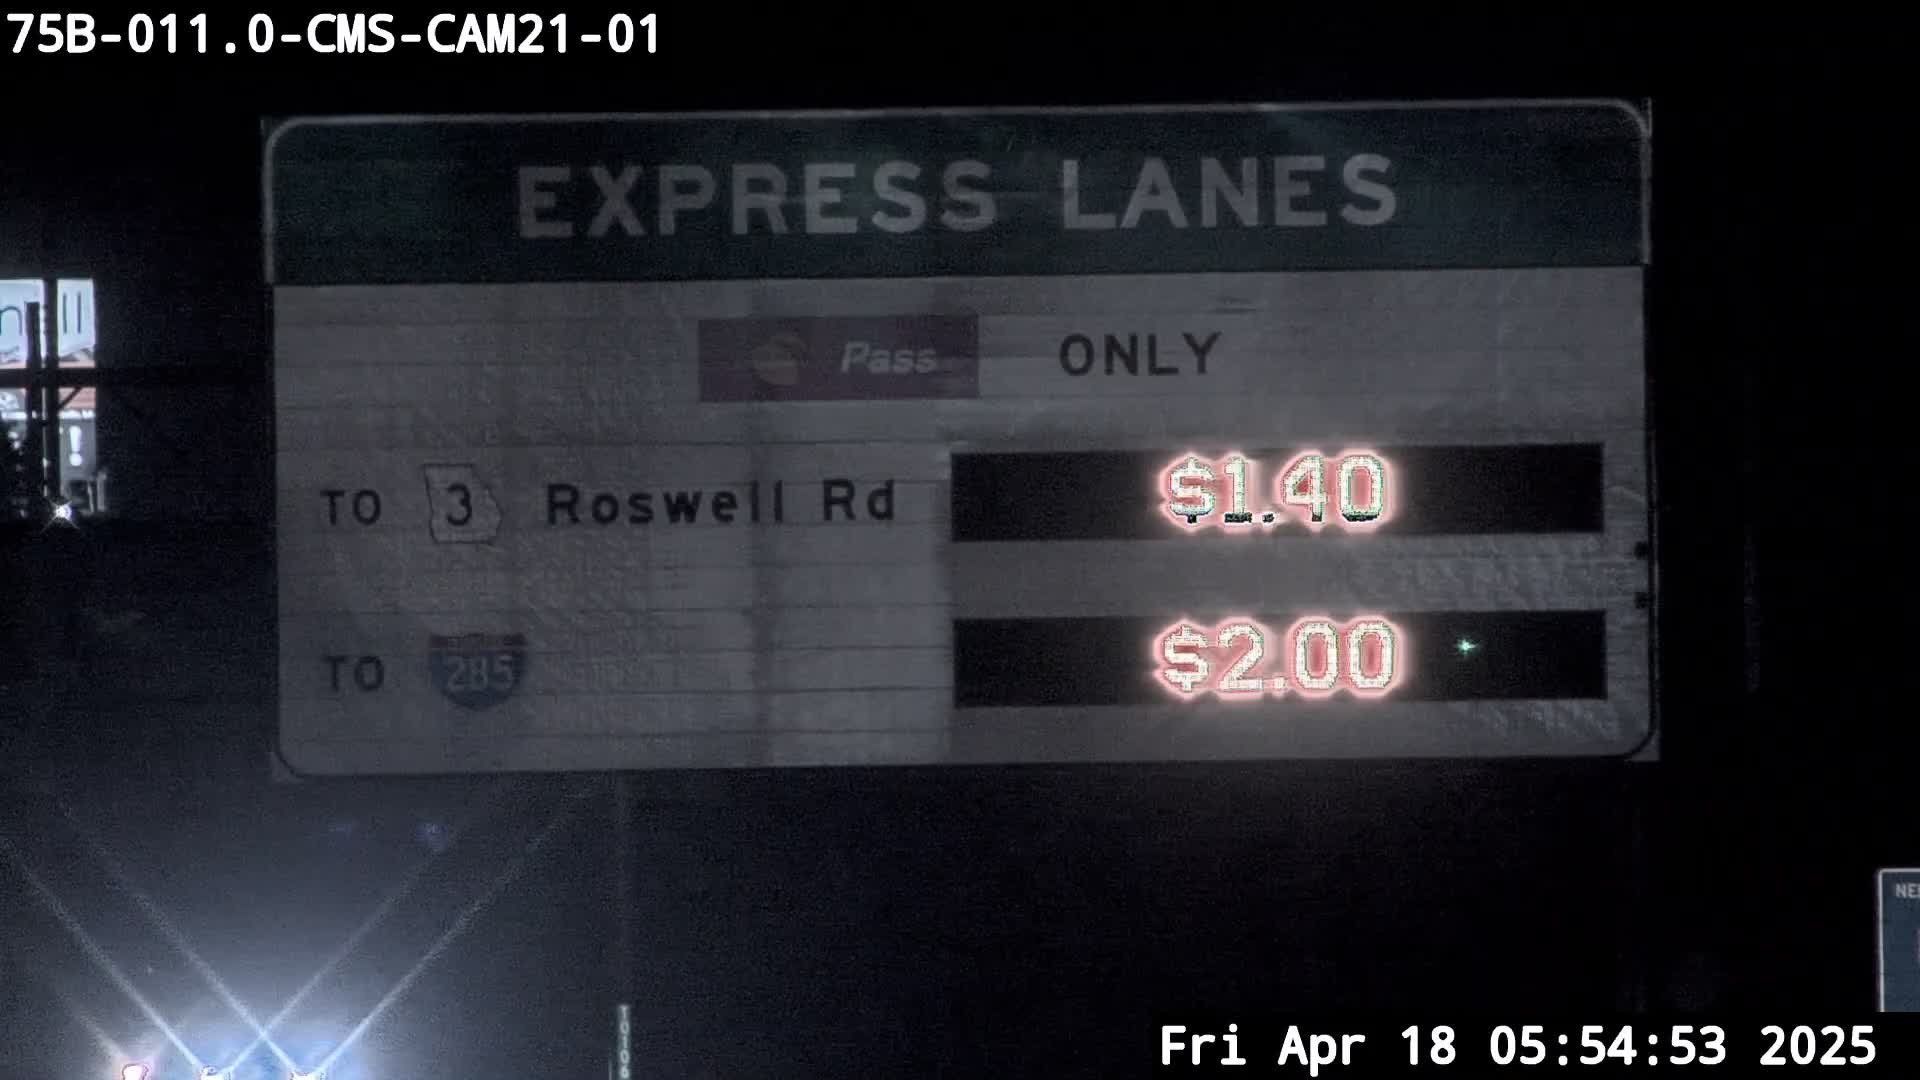 75B-011.0-CMS-CAM21-01
EXPRESS LANES
Pass ONLY
TO 3 Roswell Rd $1.40
TO 285 $2.00
Fri Apr 18 05:54:53 2025